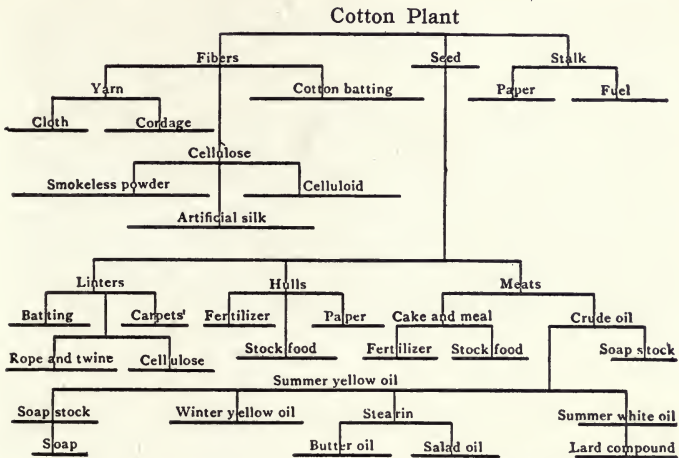 Cotton Plant
Fibers Seed Stalk
Yarn Cotton batting Paper Fuel
Cloth Cordage
Cellulose
Smokeless powder Celluloid
Artificial silk
Linters Hulls Meats
Batting Carpets' Fertilizer Paper Cake and meal Crude oil
Rope and twine Cellulose Stock food Fertilizer Stock food Soap stock
Summer yellow oil
Soap stock Winter yellow oil Stearin Summer white oil
Soap Butter oil Salad oil Lard compound